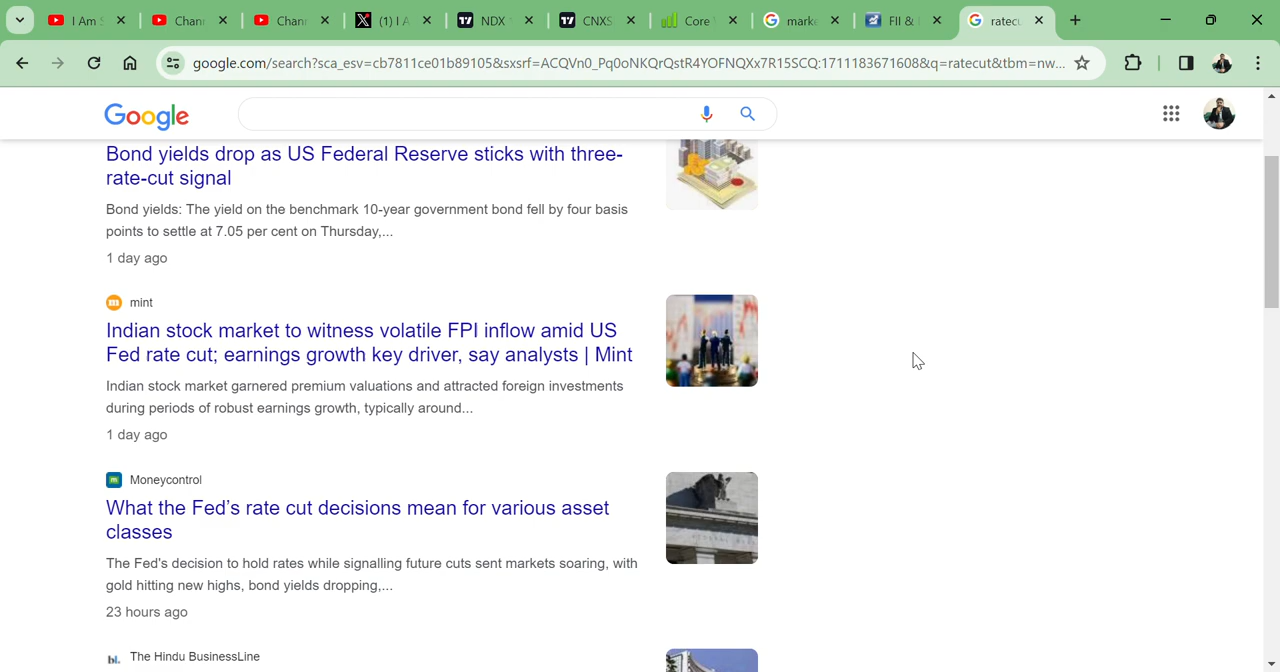 I Am S
Chan
Chan
(1) I A
NDX
CNXS
Core
marke
FII &
ratecu
google.com/search?sca_esv=cb7811ce01b89105&sxsrf=ACQVn0_Pq0oNKQrQstR4YOFNQXx7R15SCQ:1711183671608&q=ratecut&tbm=nw...
Google
Bond yields drop as US Federal Reserve sticks with three-
rate-cut signal
Bond yields: The yield on the benchmark 10-year government bond fell by four basis
points to settle at 7.05 per cent on Thursday,...
1 day ago
mint
Indian stock market to witness volatile FPI inflow amid US
Fed rate cut; earnings growth key driver, say analysts | Mint
Indian stock market garnered premium valuations and attracted foreign investments
during periods of robust earnings growth, typically around...
1 day ago
Moneycontrol
What the Fed’s rate cut decisions mean for various asset
classes
The Fed's decision to hold rates while signalling future cuts sent markets soaring, with
gold hitting new highs, bond yields dropping,...
23 hours ago
bl. The Hindu BusinessLine